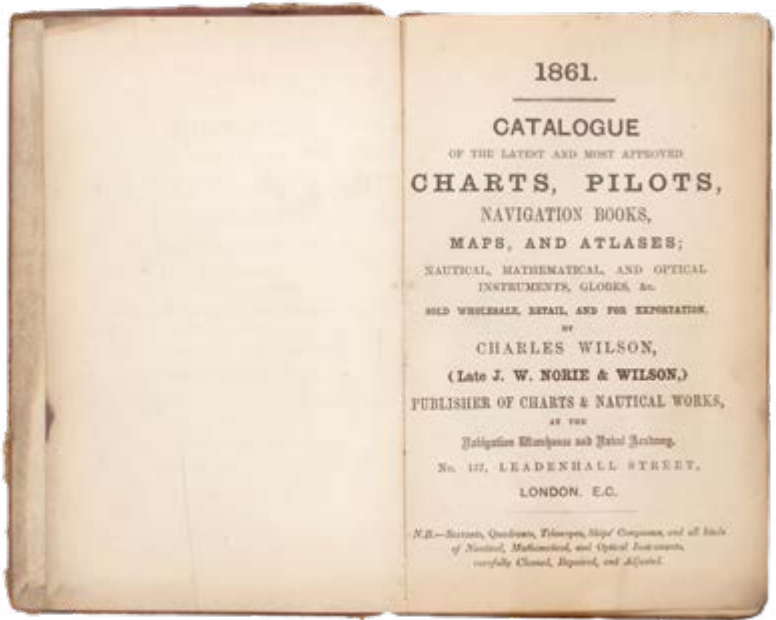 1861.
CATALOGUE
OF THE LATEST AND MOST APPROVED
CHARTS, PILOTS,
NAVIGATION BOOKS,
MAPS, AND ATLASES;
NAUTICAL, MATHEMATICAL, AND OPTICAL
INSTRUMENTS, GLOBES, &c.
SOLD WHOLESALE, RETAIL, AND FOR EXPORTATION,
BY
CHARLES WILSON,
(Late J. W. NORIE & WILSON,)
PUBLISHER OF CHARTS & NAUTICAL WORKS,
AT THE
Navigation Warehouse and Naval Academy,
No. 157, LEADENHALL STREET,
LONDON. E.C.
N.B.—Sextants, Quadrants, Telescopes, Ships' Compasses, and all kinds
of Nautical, Mathematical, and Optical Instruments,
carefully Cleaned, Repaired, and Adjusted.